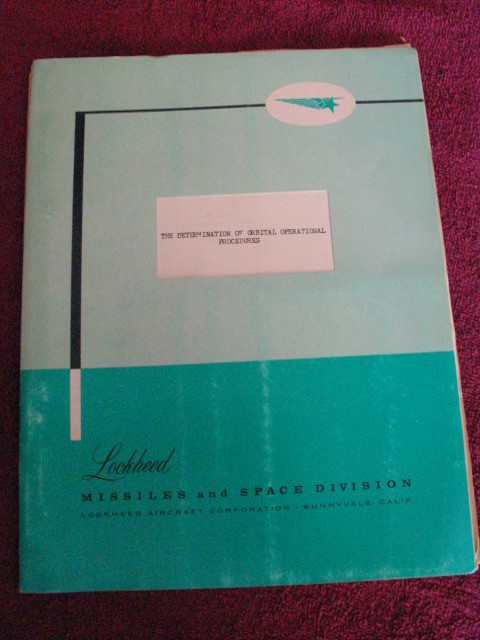 THE DETERMINATION OF ORBITAL OPERATIONAL
PROCEDURES
Lockheed
MISSILES and SPACE DIVISION
LOCKHEED AIRCRAFT CORPORATION • SUNNYVALE, CALIF.